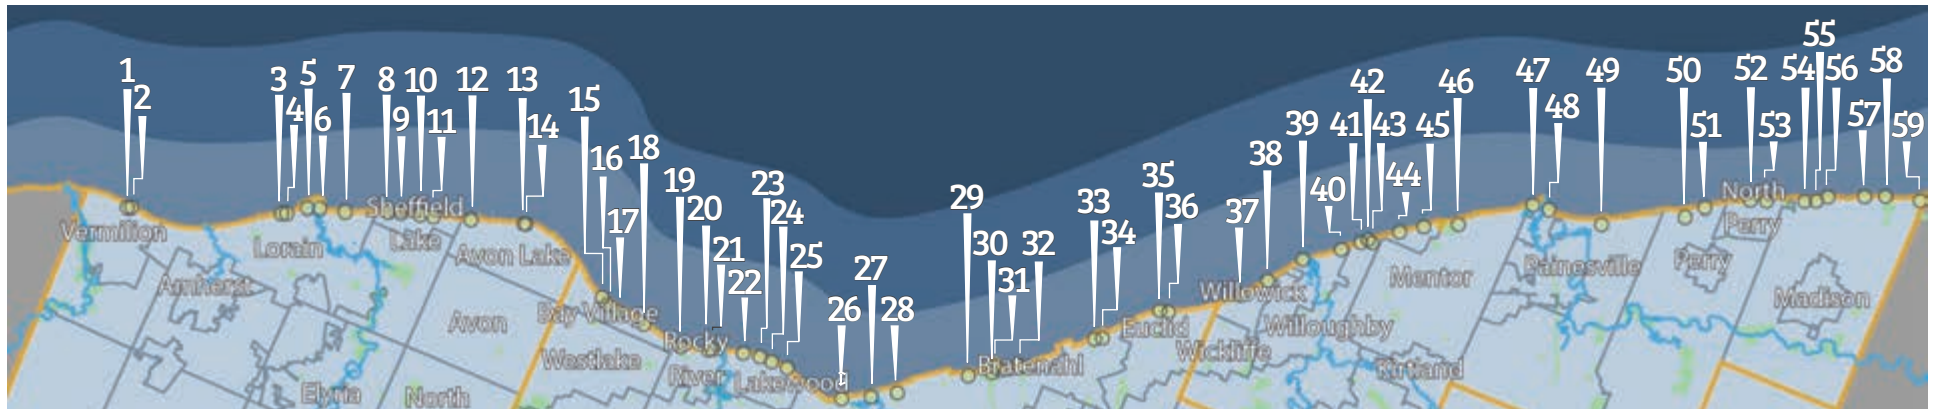 1
2
3
4
5
6
7
8
9
10
11
12
13
14
15
16
17
18
19
20
21
22
23
24
25
26
27
28
29
30
31
32
33
34
35
36
37
38
39
40
41
42
43
44
45
46
47
48
49
50
51
52
53
54
55
56
57
58
59
Vermilion
Amherst
Lorain
Elyria
Sheffield
Lake
Avon Lake
Avon
North
Bay Village
Westlake
Rocky
River
Lakewood
Bratenahl
Euclid
Wickliffe
Willowick
Willoughby
Kirtland
Mentor
Painesville
Perry
North
Perry
Madison